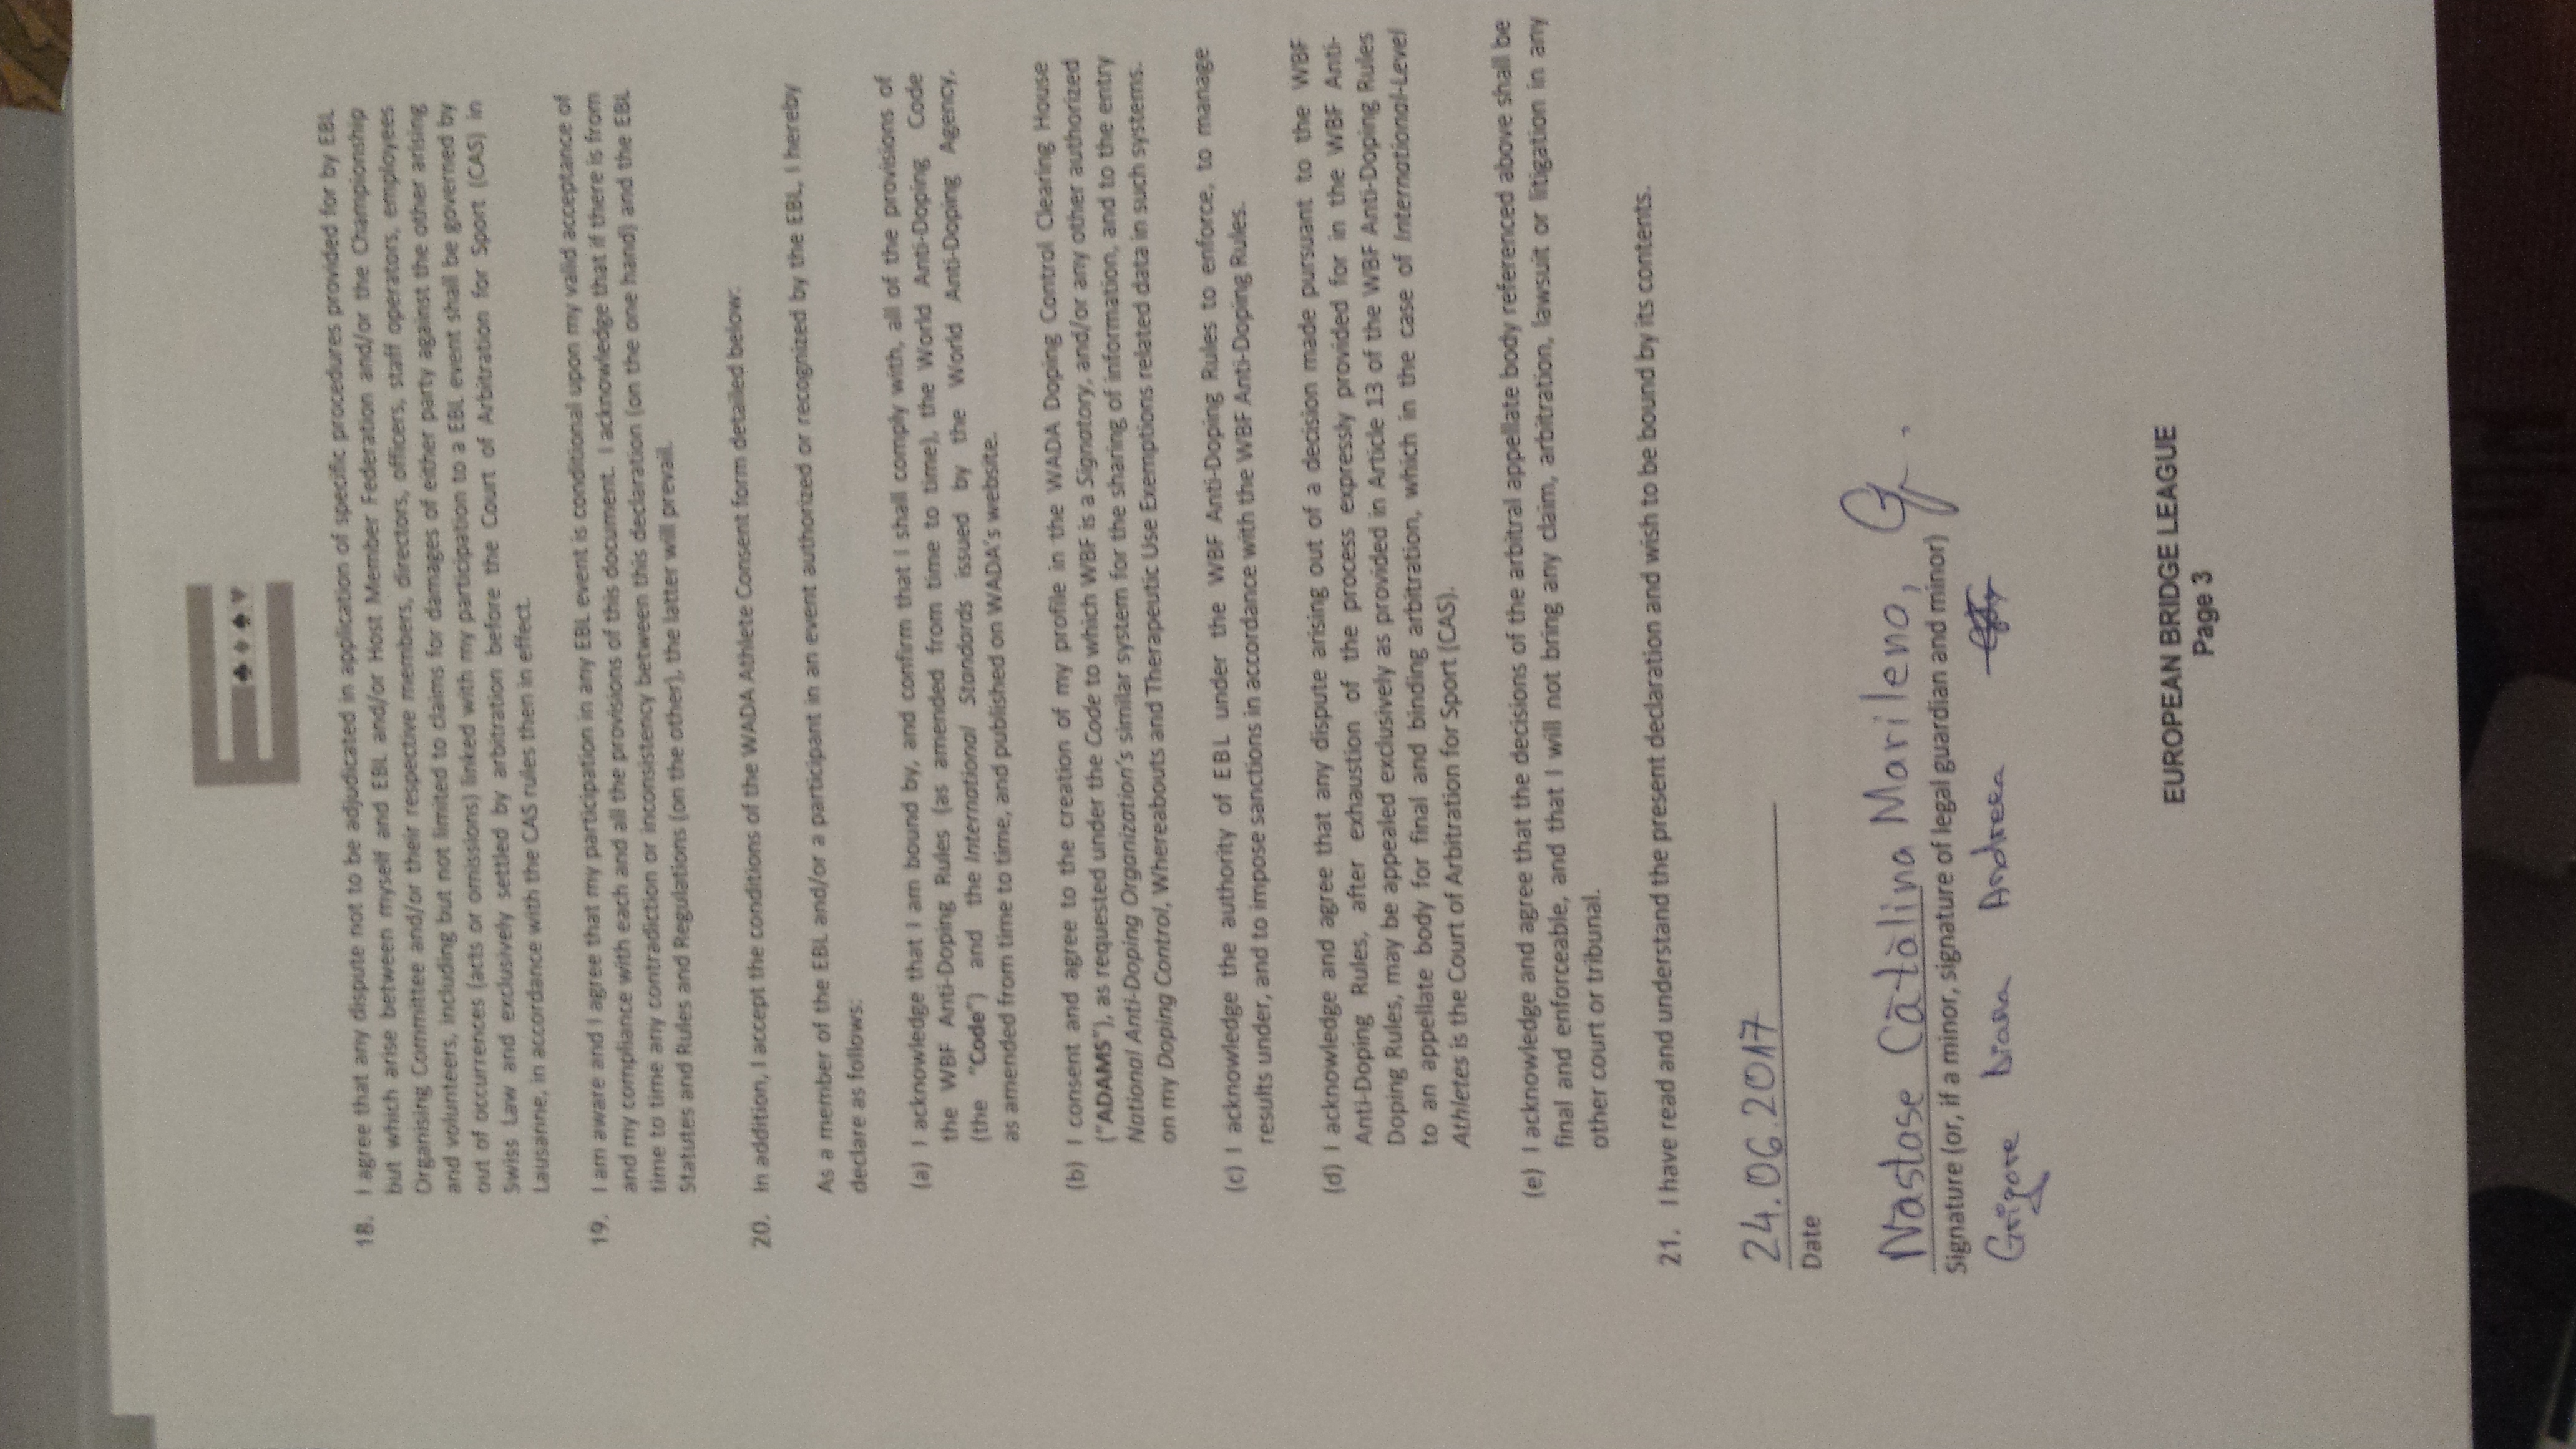 18. I agree that any dispute not to be adjudicated in application of specific procedures provided for by EBL
but which arise between myself and EBL and/or Host Member Federation and/or the Championship
Organising Committee and/or their respective members, directors, officers, staff operators, employees
and volunteers, including but not limited to claims for damages of either party against the other arising
out of occurrences (acts or omissions) linked with my participation to a EBL event shall be governed by
Swiss Law and exclusively settled by arbitration before the Court of Arbitration for Sport (CAS) in
Lausanne, in accordance with the CAS rules then in effect.
19. I am aware and I agree that my participation in any EBL event is conditional upon my valid acceptance of
and my compliance with each and all the provisions of this document. I acknowledge that if there is from
time to time any contradiction or inconsistency between this declaration (on the one hand) and the EBL
Statutes and Rules and Regulations (on the other), the latter will prevail.
20. In addition, I accept the conditions of the WADA Athlete Consent form detailed below:
As a member of the EBL and/or a participant in an event authorized or recognized by the EBL, I hereby
declare as follows:
(a) I acknowledge that I am bound by, and confirm that I shall comply with, all of the provisions of
the WBF Anti-Doping Rules (as amended from time to time), the World Anti-Doping Code
(the "Code") and the International Standards issued by the World Anti-Doping Agency,
as amended from time to time, and published on WADA's website.
(b) I consent and agree to the creation of my profile in the WADA Doping Control Clearing House
("ADAMS"), as requested under the Code to which WBF is a Signatory, and/or any other authorized
National Anti-Doping Organization's similar system for the sharing of information, and to the entry
on my Doping Control, Whereabouts and Therapeutic Use Exemptions related data in such systems.
(c) I acknowledge the authority of EBL under the WBF Anti-Doping Rules to enforce, to manage
results under, and to impose sanctions in accordance with the WBF Anti-Doping Rules.
(d) I acknowledge and agree that any dispute arising out of a decision made pursuant to the WBF
Anti-Doping Rules, after exhaustion of the process expressly provided for in the WBF Anti-
Doping Rules, may be appealed exclusively as provided in Article 13 of the WBF Anti-Doping Rules
to an appellate body for final and binding arbitration, which in the case of International-Level
Athletes is the Court of Arbitration for Sport (CAS).
(e) I acknowledge and agree that the decisions of the arbitral appellate body referenced above shall be
final and enforceable, and that I will not bring any claim, arbitration, lawsuit or litigation in any
other court or tribunal.
21. I have read and understand the present declaration and wish to be bound by its contents.
24.06.2017
Date
Nastase Cătălina Marileno,
Signature (or, if a minor, signature of legal guardian and minor)
Grigore Diana Andreea
EUROPEAN BRIDGE LEAGUE
Page 3